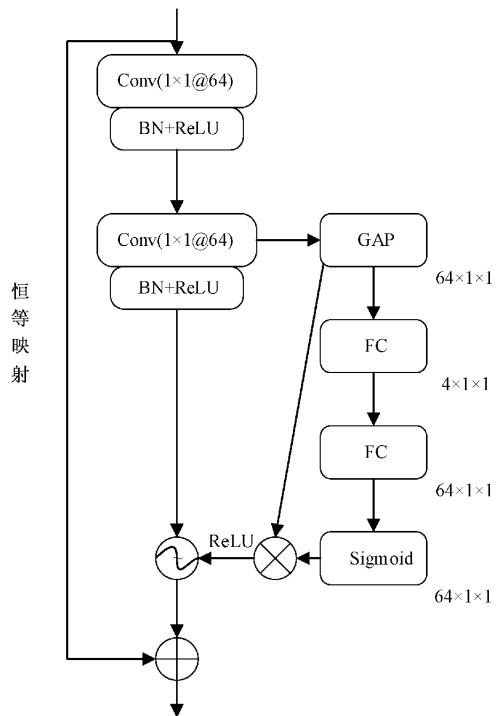 Conv(1×1@64)
BN+ReLU
Conv(1×1@64)
BN+ReLU
GAP
64×1×1
FC
4×1×1
FC
64×1×1
Sigmoid
64×1×1
ReLU
恒
等
映
射